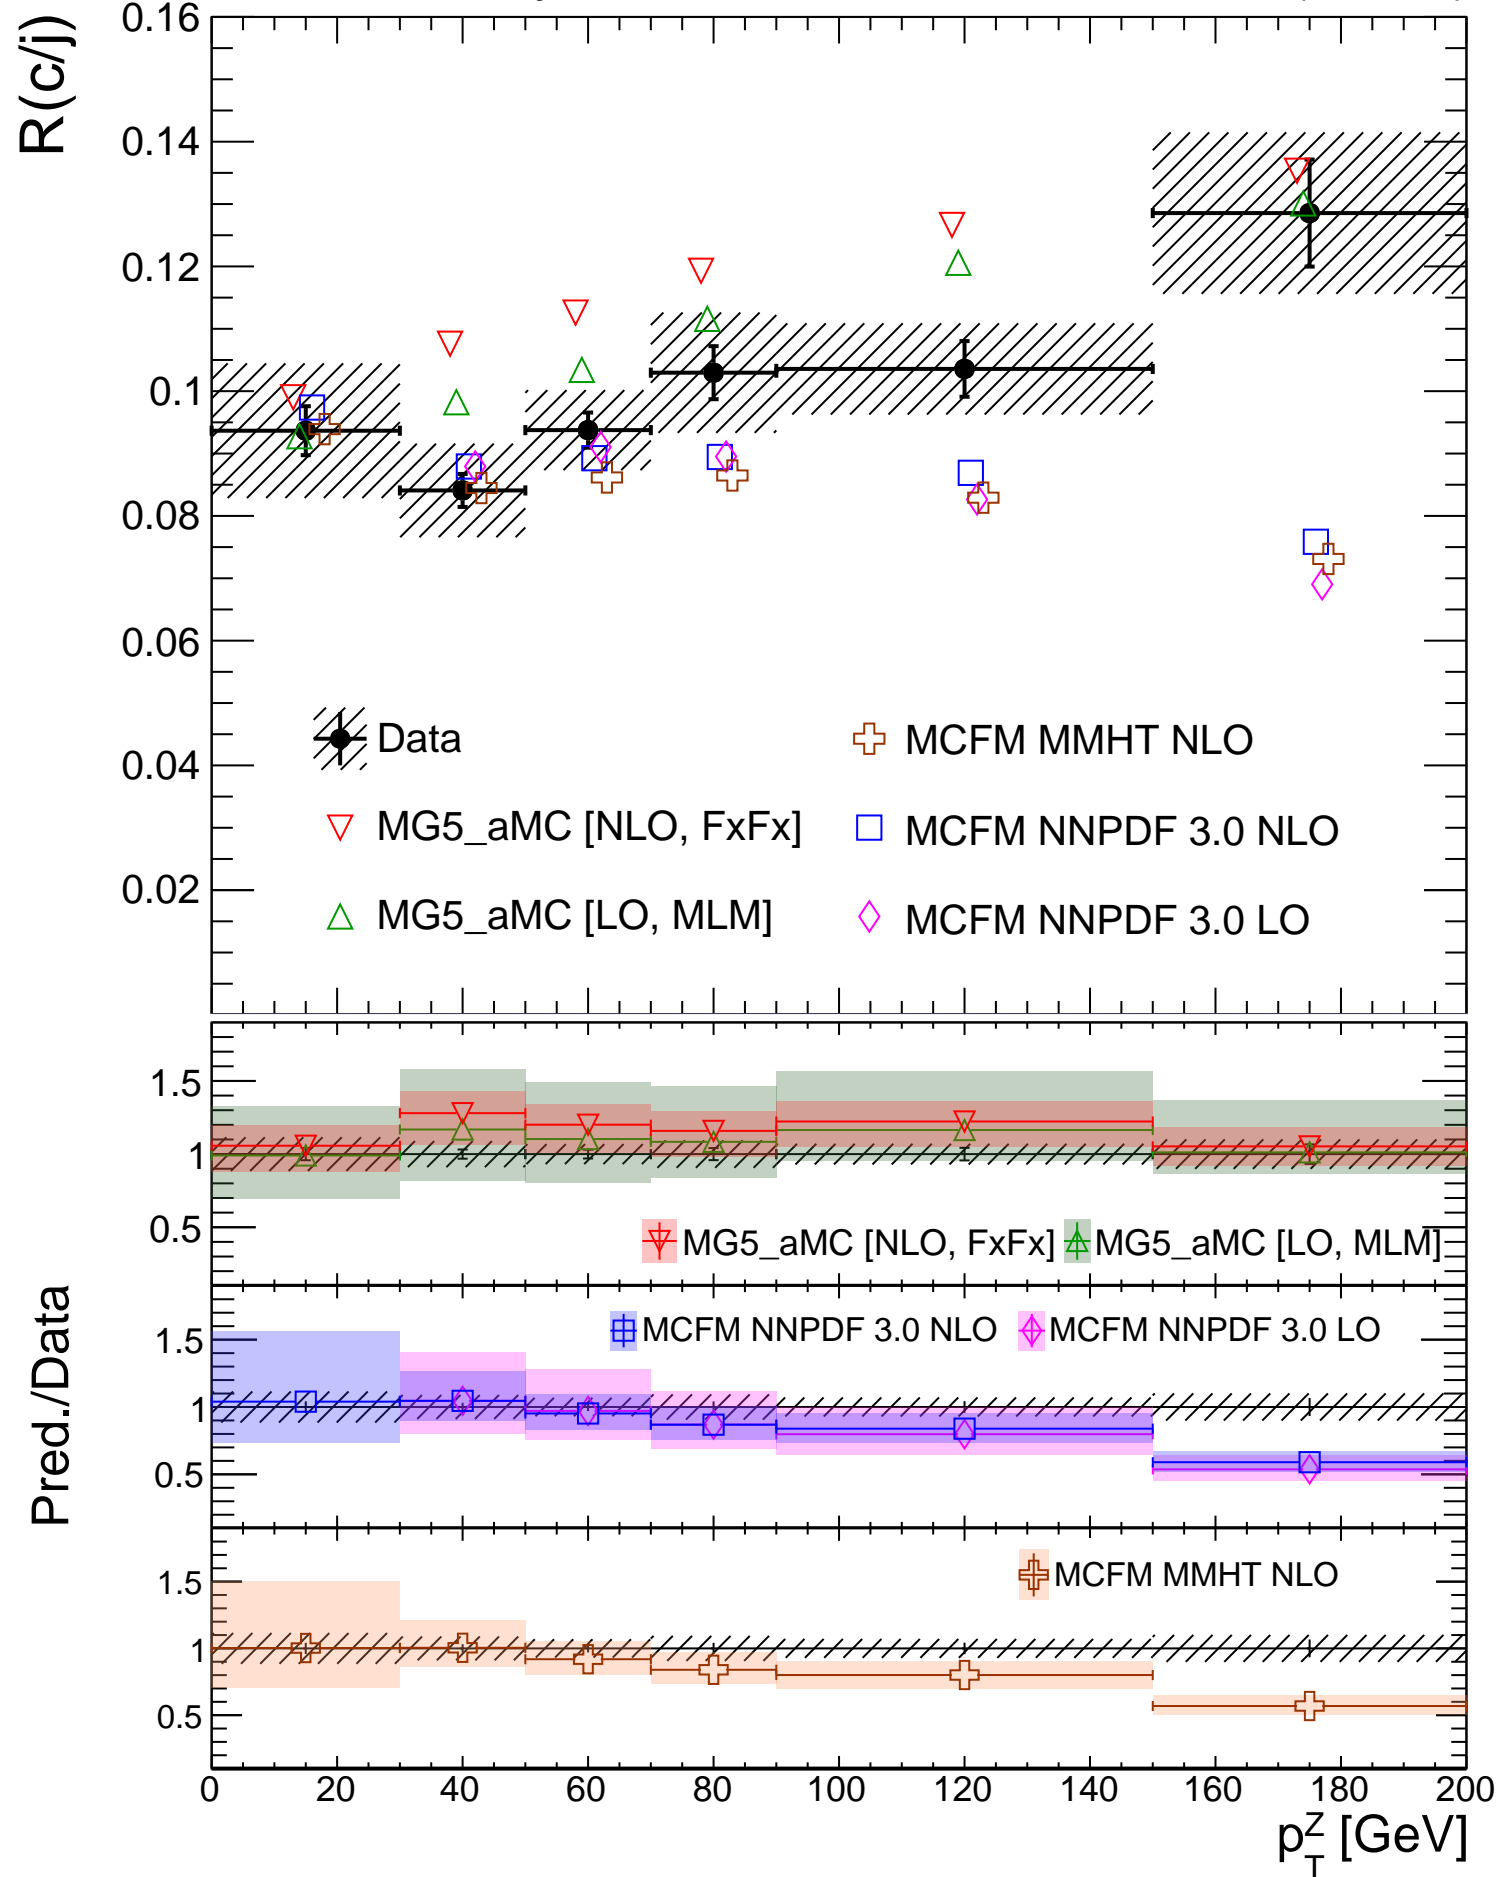 R(c/j)
0.16
0.14
0.12
0.1
0.08
0.06
0.04
0.02
Data
MCFM MMHT NLO
MG5_aMC [NLO, FxFx]
MCFM NNPDF 3.0 NLO
MG5_aMC [LO, MLM]
MCFM NNPDF 3.0 LO
Pred./Data
1.5
1
0.5
MG5_aMC [NLO, FxFx] MG5_aMC [LO, MLM]
MCFM NNPDF 3.0 NLO MCFM NNPDF 3.0 LO
1.5
1
0.5
MCFM MMHT NLO
1.5
1
0.5
0 20 40 60 80 100 120 140 160 180 200
p_T^Z [GeV]